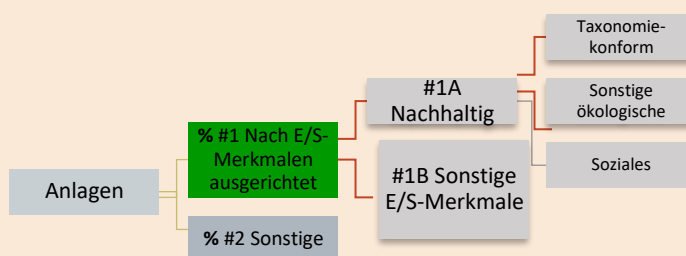 Anlagen
% #1 Nach E/S-
Merkmalen
ausgerichtet
% #2 Sonstige
#1A
Nachhaltig
#1B Sonstige
E/S-Merkmale
Taxonomie-
konform
Sonstige
ökologische
Soziales